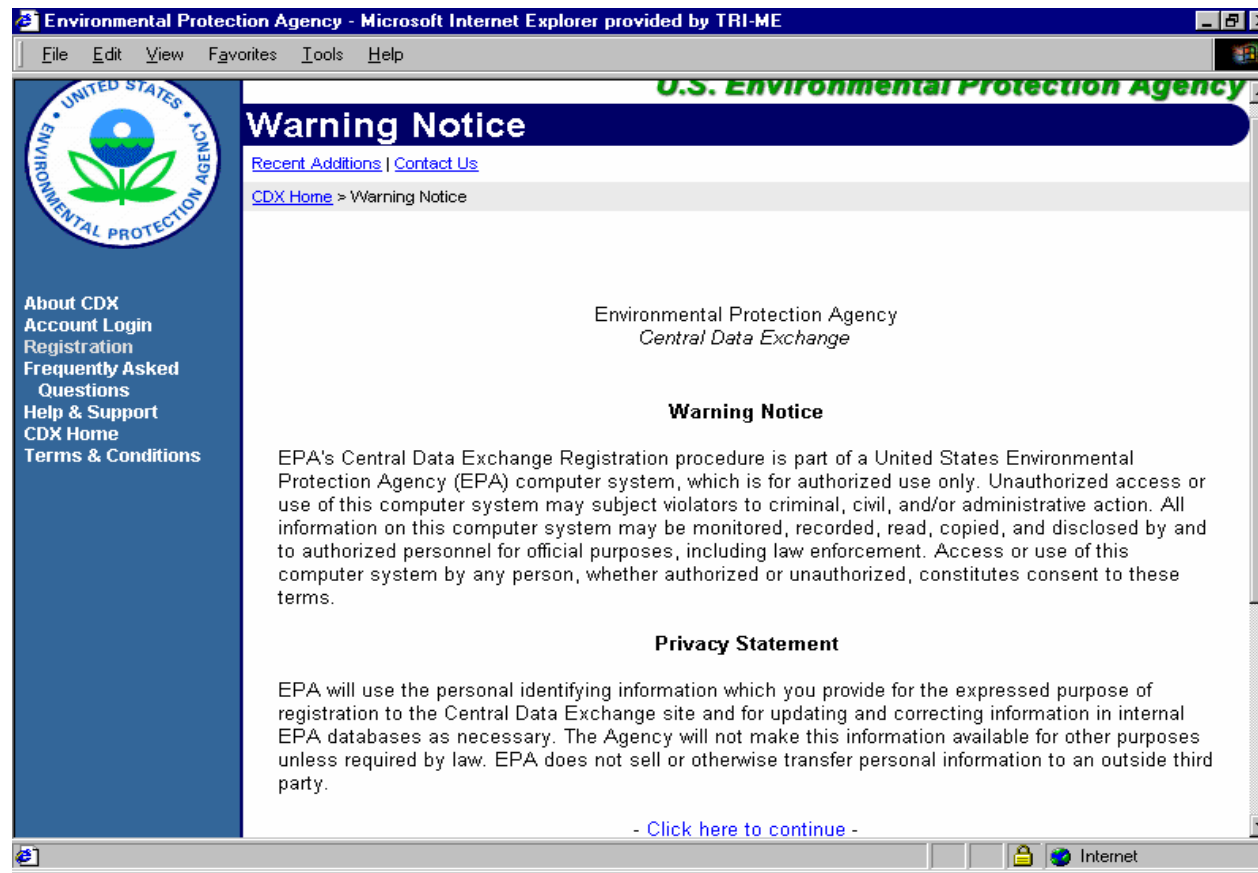 Environmental Protection Agency - Microsoft Internet Explorer provided by TRI-ME
File Edit View Favorites Tools Help
UNITED STATES
ENVIRONMENTAL PROTECTION AGENCY
U.S. Environmental Protection Agency
Warning Notice
Recent Additions | Contact Us
CDX Home > Warning Notice
About CDX
Account Login
Registration
Frequently Asked
Questions
Help & Support
CDX Home
Terms & Conditions
Environmental Protection Agency
Central Data Exchange
Warning Notice
EPA's Central Data Exchange Registration procedure is part of a United States Environmental
Protection Agency (EPA) computer system, which is for authorized use only. Unauthorized access or
use of this computer system may subject violators to criminal, civil, and/or administrative action. All
information on this computer system may be monitored, recorded, read, copied, and disclosed by and
to authorized personnel for official purposes, including law enforcement. Access or use of this
computer system by any person, whether authorized or unauthorized, constitutes consent to these
terms.
Privacy Statement
EPA will use the personal identifying information which you provide for the expressed purpose of
registration to the Central Data Exchange site and for updating and correcting information in internal
EPA databases as necessary. The Agency will not make this information available for other purposes
unless required by law. EPA does not sell or otherwise transfer personal information to an outside third
party.
- Click here to continue -
Internet